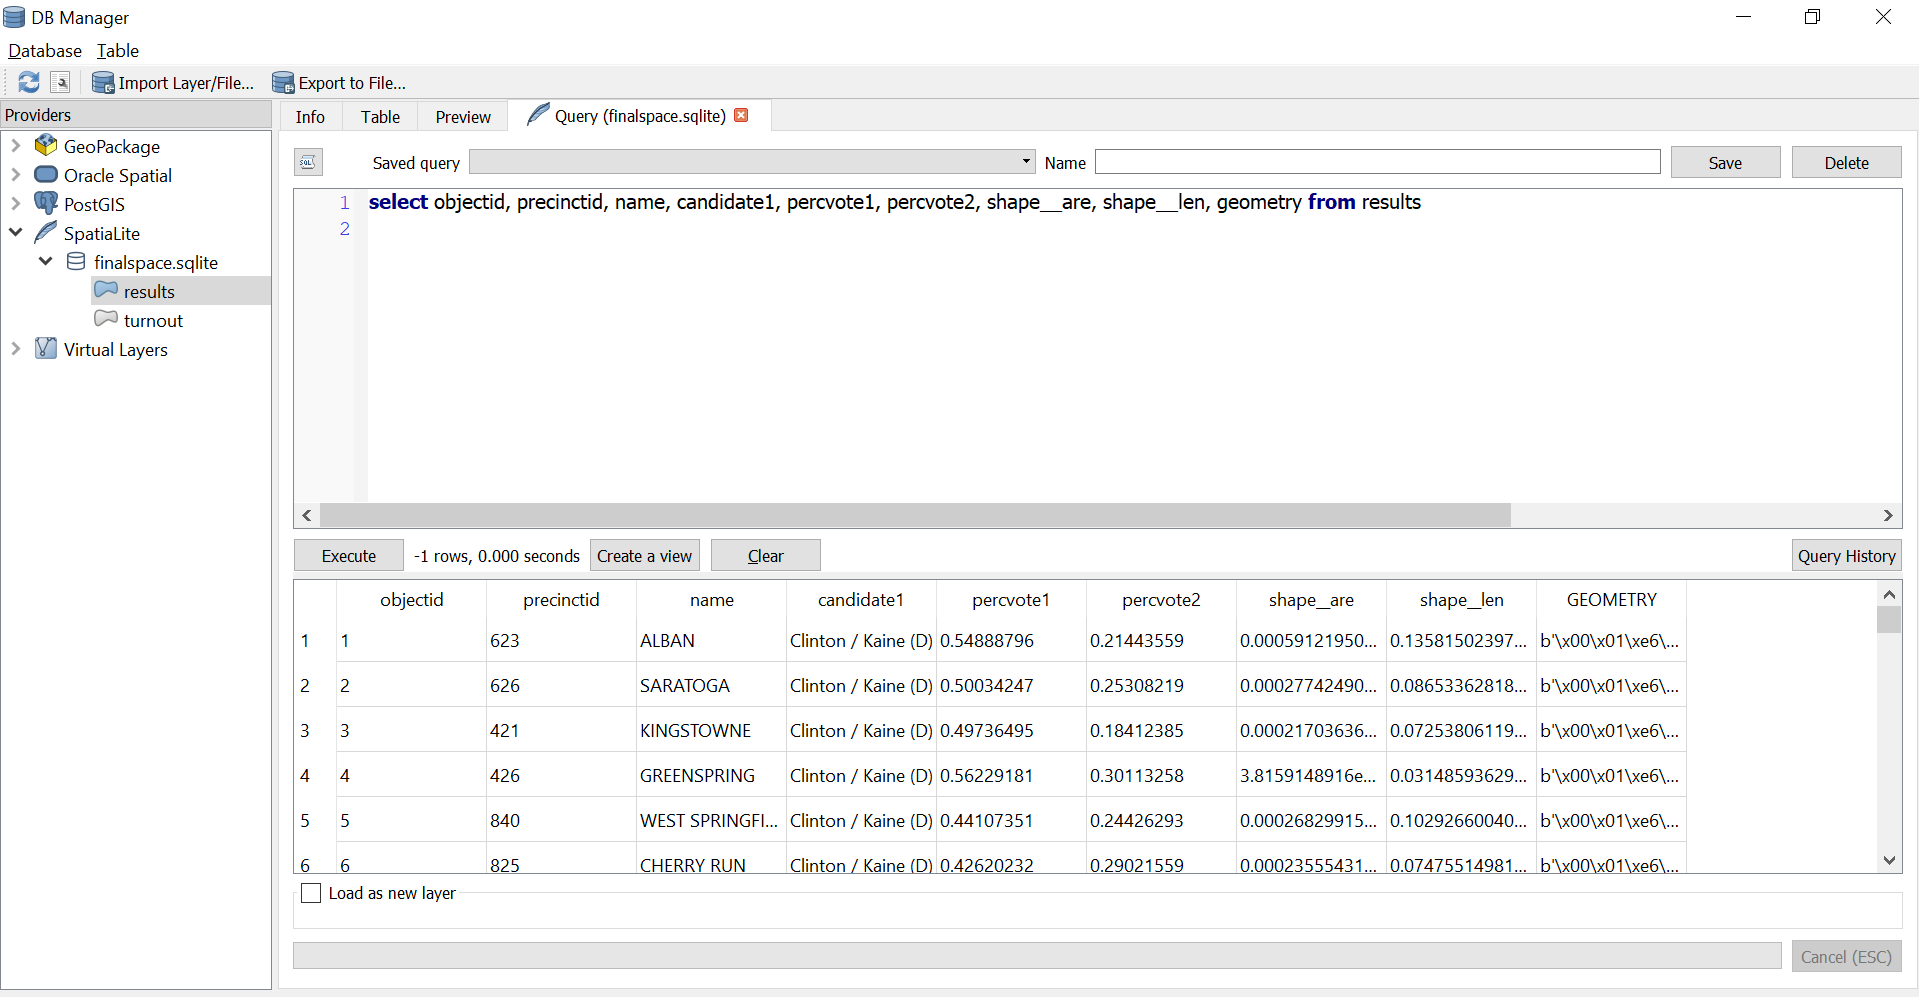 DB Manager
Database Table
Import Layer/File... Export to File...
Providers
GeoPackage
Oracle Spatial
PostGIS
SpatiaLite
finalspace.sqlite
results
turnout
Virtual Layers
Info Table Preview Query (finalspace.sqlite)
SQL Saved query Name Save Delete
1 select objectid, precinctid, name, candidate1, percvote1, percvote2, shape__are, shape__len, geometry from results
2
Execute -1 rows, 0.000 seconds Create a view Clear Query History
objectid precinctid name candidate1 percvote1 percvote2 shape__are shape__len GEOMETRY
1 1 623 ALBAN Clinton / Kaine (D) 0.54888796 0.21443559 0.00059121950... 0.13581502397... b'\x00\x01\xe6\...
2 2 626 SARATOGA Clinton / Kaine (D) 0.50034247 0.25308219 0.00027742490... 0.08653362818... b'\x00\x01\xe6\...
3 3 421 KINGSTOWNE Clinton / Kaine (D) 0.49736495 0.18412385 0.00021703636... 0.07253806119... b'\x00\x01\xe6\...
4 4 426 GREENSPRING Clinton / Kaine (D) 0.56229181 0.30113258 3.8159148916e... 0.03148593629... b'\x00\x01\xe6\...
5 5 840 WEST SPRINGFI... Clinton / Kaine (D) 0.44107351 0.24426293 0.00026829915... 0.10292660040... b'\x00\x01\xe6\...
6 6 825 CHERRY RUN Clinton / Kaine (D) 0.42620232 0.29021559 0.00023555431... 0.07475514981... b'\x00\x01\xe6\...
Load as new layer
Cancel (ESC)